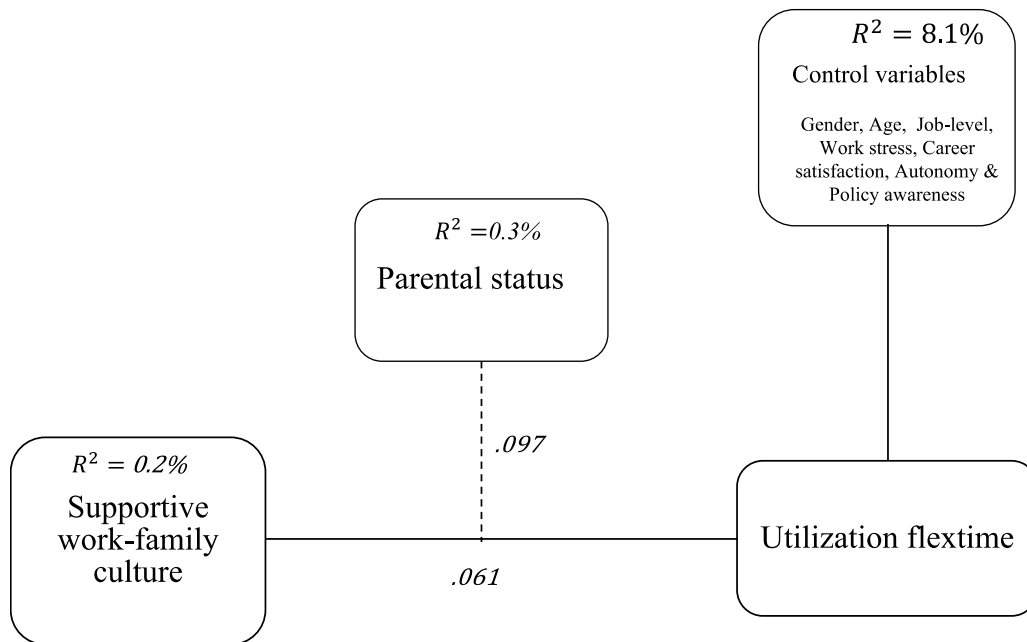 R² = 8.1%
Control variables
Gender, Age, Job-level,
Work stress, Career
satisfaction, Autonomy &
Policy awareness
R² =0.3%
Parental status
.097
R² = 0.2%
Supportive
work-family
culture
.061
Utilization flextime